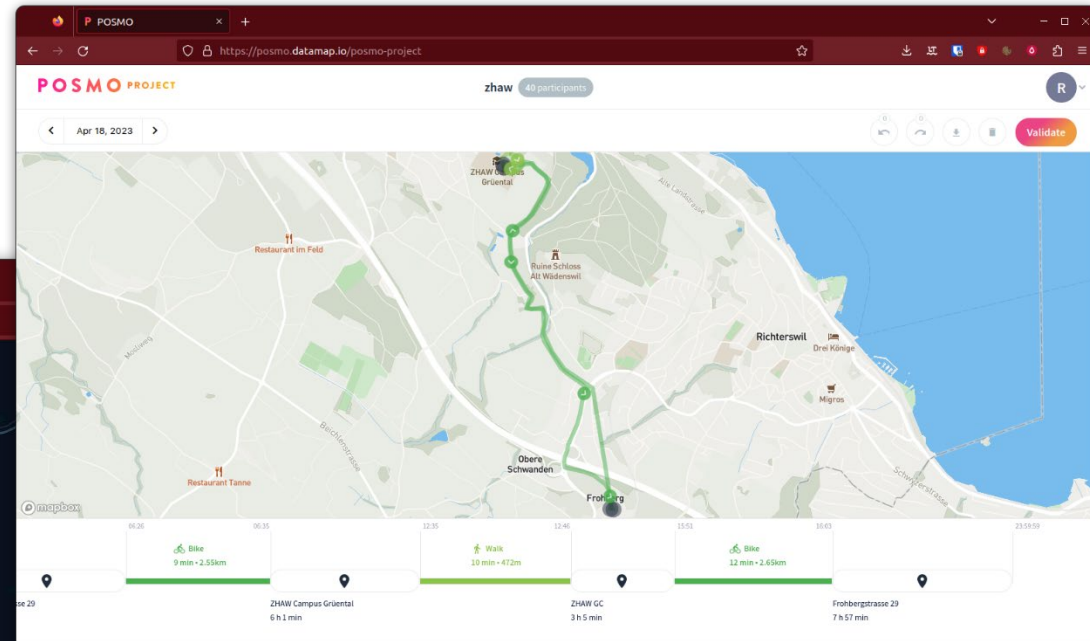 P POSMO
https://posmo.datamap.io/posmo-project
POSMO PROJECT
zhaw 40 participants
R
Apr 18, 2023
0 0
Validate
ZHAW Campus
Grüental
Alte Landstrasse
Restaurant im Feld
Ruine Schloss
Alt Wädenswil
Richterswil
Drei Könige
Migros
Beichlenstrasse
Obere
Schwanden
Restaurant Tanne
Frohberg
mapbox
06:26 06:35 12:35 12:46 15:51 16:03 23:59:59
Bike Walk Bike
9 min • 2.55km 10 min • 472m 12 min • 2.65km
sse 29 ZHAW Campus Grüental ZHAW GC Frohbergstrasse 29
6 h 1 min 3 h 5 min 7 h 57 min